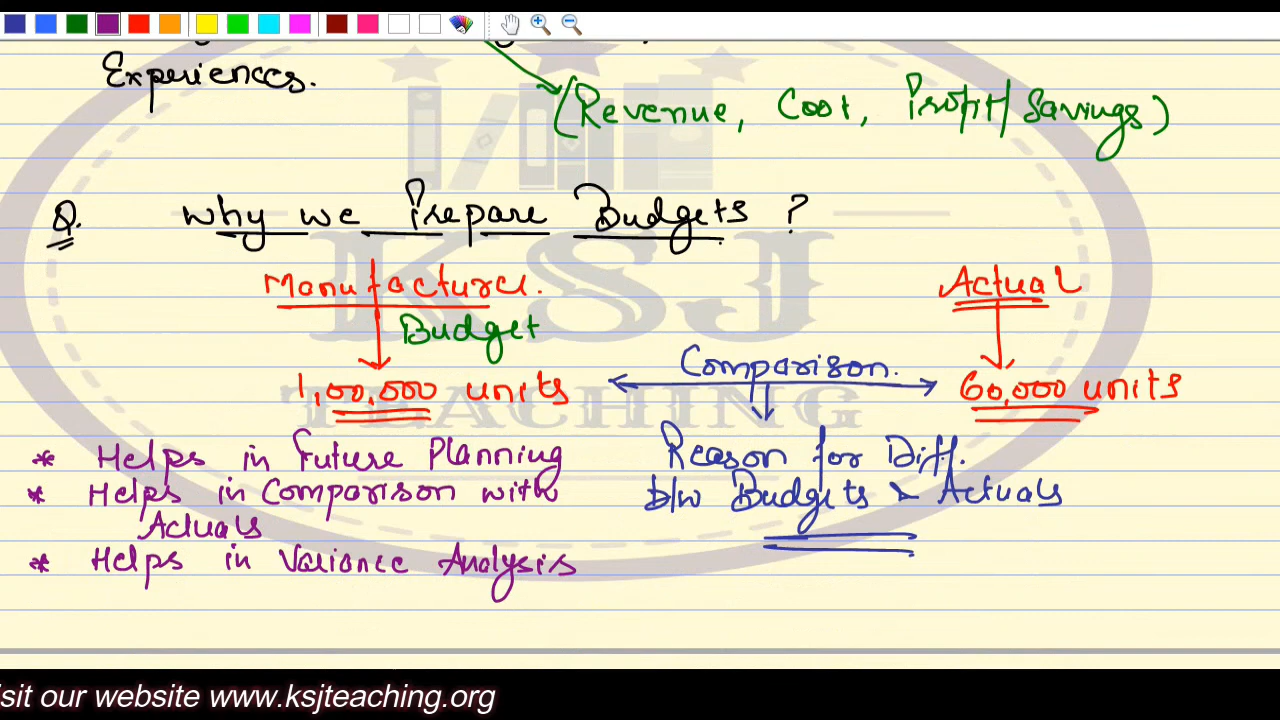 Experiences.
(Revenue, Cost, Profit/Savings)
Q. Why we Prepare Budgets ?
Manufacturer.
Actual
Budget
Comparison.
1,00,000 units
60,000 units
* Helps in Future Planning
Reason for Diff.
* Helps in Comparison with
b/w Budgets & Actuals
Actuals
* Helps in Variance Analysis
KSJ
TEACHING
isit our website www.ksjteaching.org